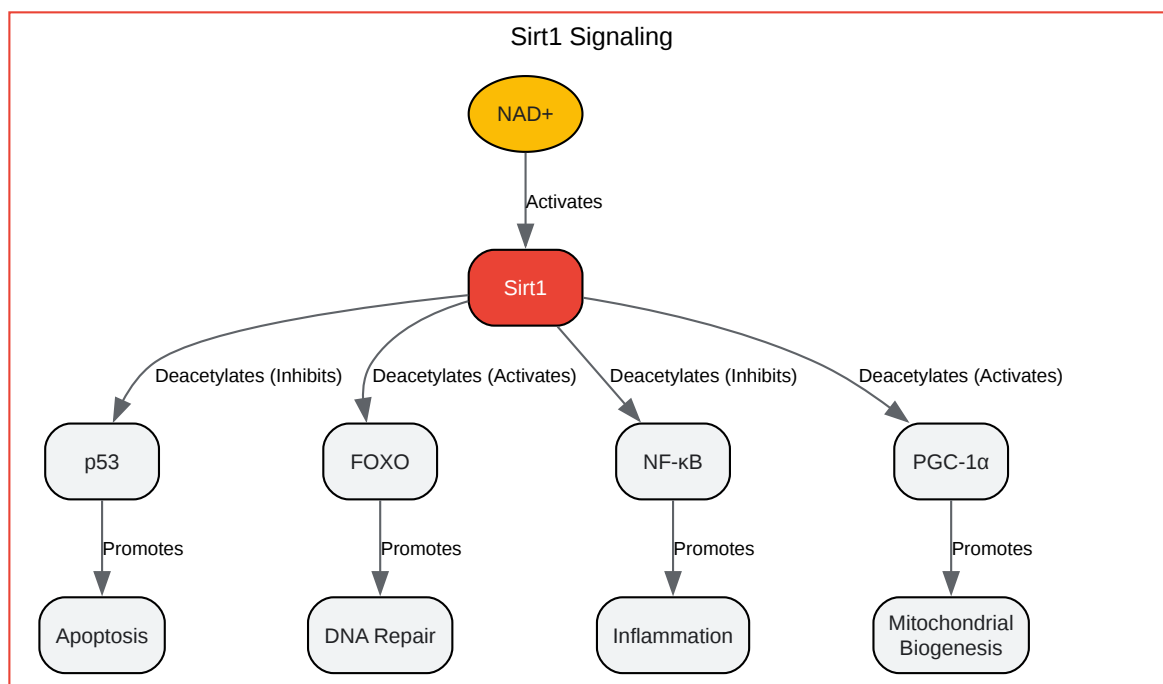 Sirt1 Signaling
NAD+
Activates
Sirt1
Deacetylates (Inhibits)
Deacetylates (Activates)
Deacetylates (Inhibits)
Deacetylates (Activates)
p53
FOXO
NF-κB
PGC-1α
Promotes
Promotes
Promotes
Promotes
Apoptosis
DNA Repair
Inflammation
Mitochondrial
Biogenesis